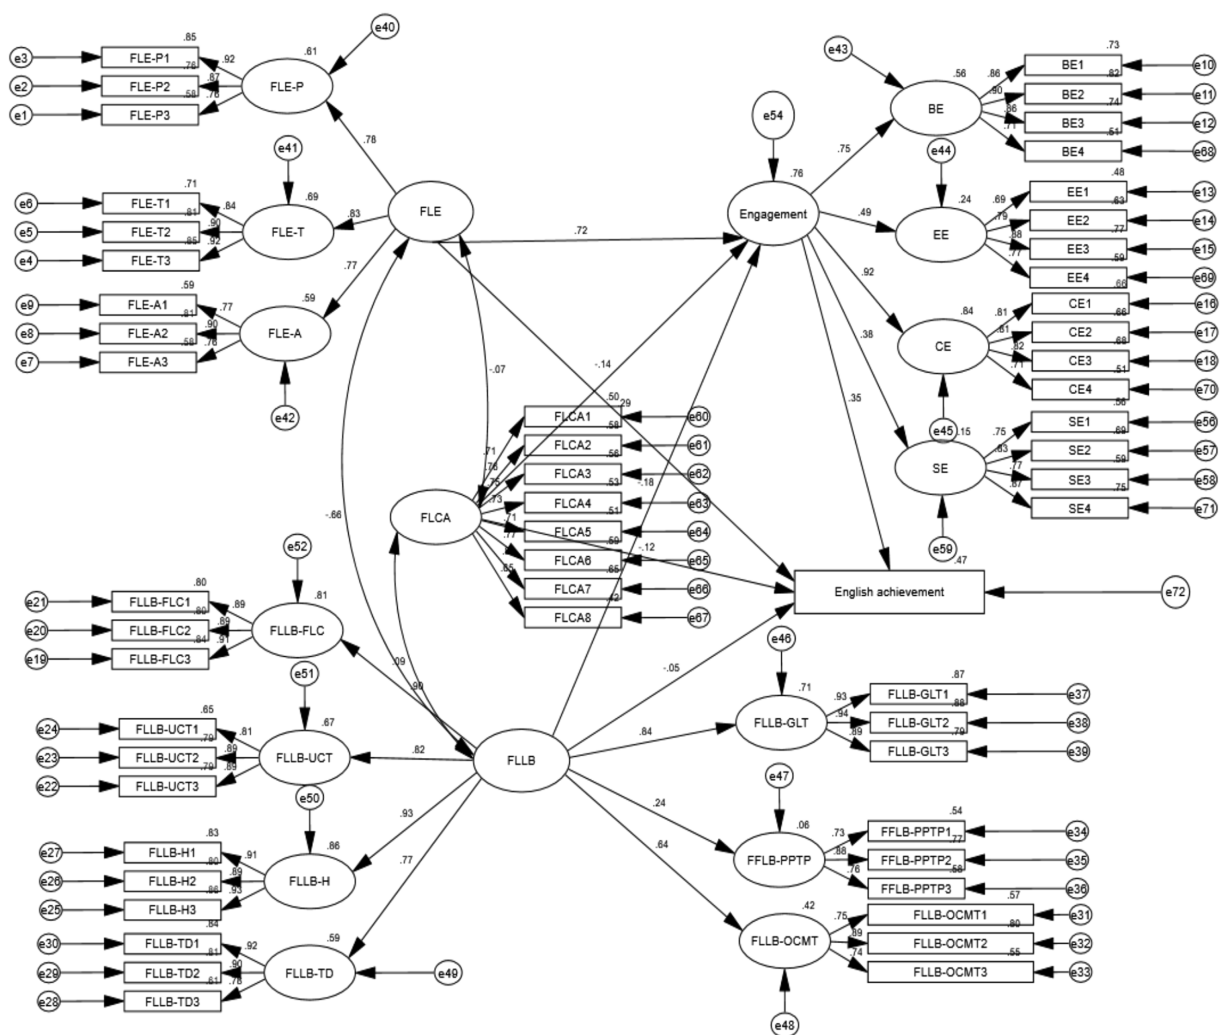 e3
FLE-P1
.85
.92
.61
e40
e2
FLE-P2
.76
.87
FLE-P
e1
FLE-P3
.58
.76
.78
e41
e6
FLE-T1
.71
.84
.69
e5
FLE-T2
.81
.90
FLE-T
.83
FLE
e4
FLE-T3
.85
.92
.77
e9
FLE-A1
.59
.77
.59
e8
FLE-A2
.81
.90
FLE-A
e7
FLE-A3
.58
.76
e42
.72
-.07
-.66
-.14
.29
e54
.76
Engagement
.75
.49
.92
.38
.35
e43
.56
BE
.86
.73
BE1
e10
.90
.82
BE2
e11
.86
.74
BE3
e12
.71
.51
BE4
e68
e44
.24
EE
.69
.48
EE1
e13
.79
.63
EE2
e14
.88
.77
EE3
e15
.77
.59
EE4
e69
.84
CE
e45
.81
.66
CE1
e16
.81
.66
CE2
e17
.82
.68
CE3
e18
.71
.51
CE4
e70
.15
SE
e59
.75
.56
SE1
e56
.83
.69
SE2
e57
.77
.59
SE3
e58
.87
.75
SE4
e71
FLCA
.50
FLCA1
e60
.71
.58
FLCA2
e61
.76
.56
FLCA3
e62
.75
.53
FLCA4
e63
.73
.51
FLCA5
e64
.71
.59
FLCA6
e65
.77
.65
FLCA7
e66
.65
.42
FLCA8
e67
-.18
-.12
-.05
.47
English achievement
e72
e52
e21
FLLB-FLC1
.80
.89
.81
e20
FLLB-FLC2
.80
.89
FLLB-FLC
e19
FLLB-FLC3
.84
.91
.09
.90
e51
e24
FLLB-UCT1
.65
.81
.67
e23
FLLB-UCT2
.79
.89
FLLB-UCT
.82
FLLB
e22
FLLB-UCT3
.79
.89
e50
.93
e27
FLLB-H1
.83
.91
.86
e26
FLLB-H2
.80
.89
FLLB-H
e25
FLLB-H3
.86
.93
.77
e30
FLLB-TD1
.84
.92
.59
e29
FLLB-TD2
.81
.90
FLLB-TD
e49
e28
FLLB-TD3
.61
.78
e46
.84
.71
FLLB-GLT
.93
.87
FLLB-GLT1
e37
.94
.88
FLLB-GLT2
e38
.89
.79
FLLB-GLT3
e39
e47
.24
.06
FFLB-PPTP
.73
.54
FFLB-PPTP1
e34
.88
.77
FFLB-PPTP2
e35
.76
.58
FFLB-PPTP3
e36
.64
.42
FLLB-OCMT
e48
.75
.57
FLLB-OCMT1
e31
.89
.80
FLLB-OCMT2
e32
.74
.55
FLLB-OCMT3
e33